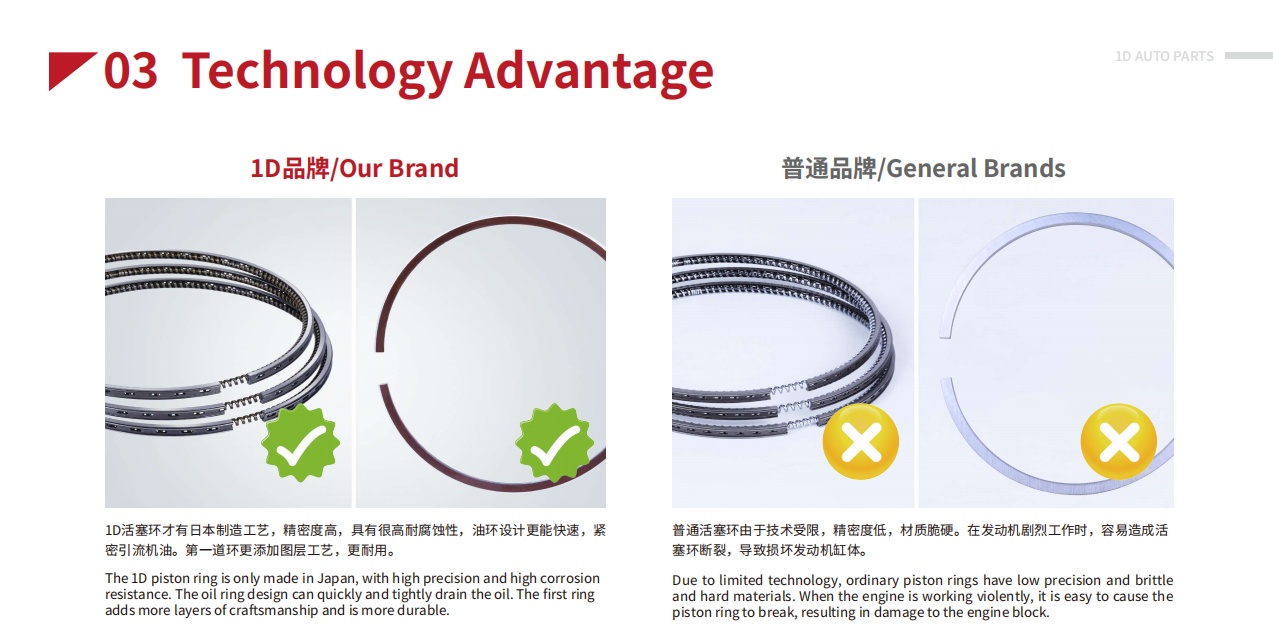 03 Technology Advantage
1D AUTO PARTS
1D品牌/Our Brand
1D活塞环才有日本制造工艺，精密度高，具有很高耐腐蚀性，油环设计更能快速，紧
密引流机油。第一道环更添加图层工艺，更耐用。
The 1D piston ring is only made in Japan, with high precision and high corrosion
resistance. The oil ring design can quickly and tightly drain the oil. The first ring
adds more layers of craftsmanship and is more durable.
普通品牌/General Brands
普通活塞环由于技术受限，精密度低，材质脆硬。在发动机剧烈工作时，容易造成活
塞环断裂，导致损坏发动机缸体。
Due to limited technology, ordinary piston rings have low precision and brittle
and hard materials. When the engine is working violently, it is easy to cause the
piston ring to break, resulting in damage to the engine block.